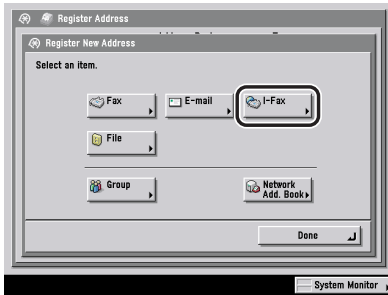 Register Address
Register New Address
Select an item.
Fax
E-mail
I-Fax
File
Group
Network
Add. Book
Done
System Monitor